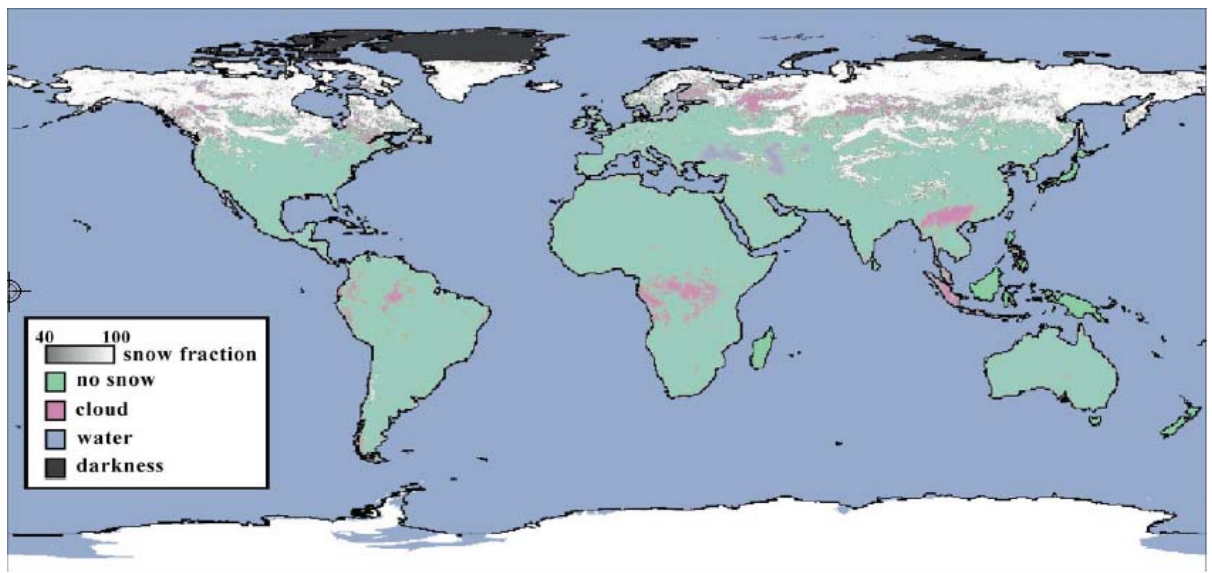 40 100
snow fraction
no snow
cloud
water
darkness